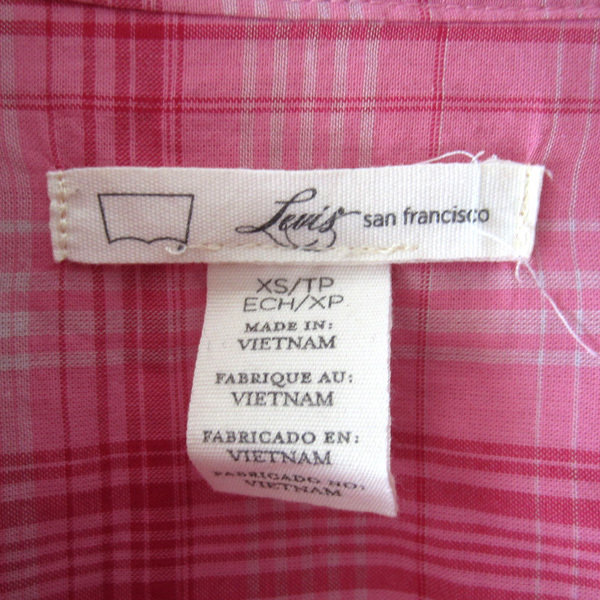 Levi's san francisco
XS/TP
ECH/XP
MADE IN:
VIETNAM
FABRIQUE AU:
VIETNAM
FABRICADO EN:
VIETNAM
FABRICADO NO:
VIETNAM